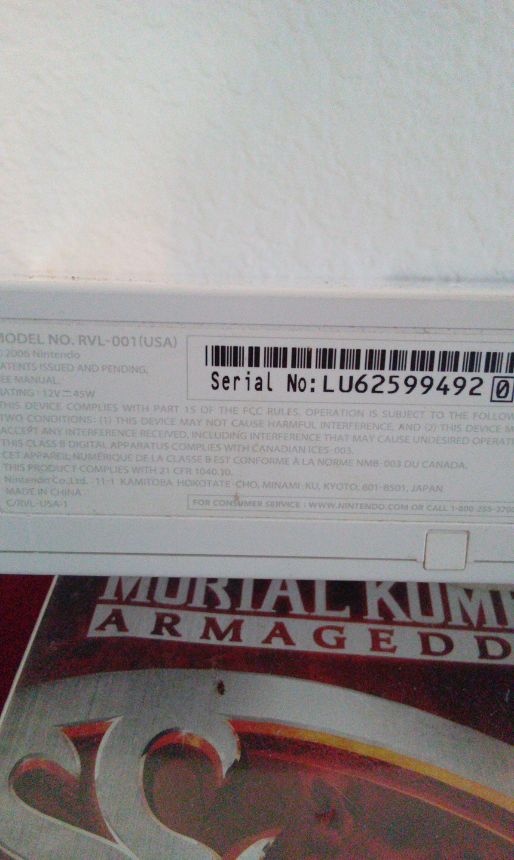 MODEL NO. RVL-001(USA)
© 2006 Nintendo
PATENTS ISSUED AND PENDING,
SEE MANUAL.
RATING : 12V⎓45W
Serial No:LU62599492 0
THIS DEVICE COMPLIES WITH PART 15 OF THE FCC RULES. OPERATION IS SUBJECT TO THE FOLLOW
TWO CONDITIONS: (1) THIS DEVICE MAY NOT CAUSE HARMFUL INTERFERENCE, AND (2) THIS DEVICE M
ACCEPT ANY INTERFERENCE RECEIVED, INCLUDING INTERFERENCE THAT MAY CAUSE UNDESIRED OPERAT
THIS CLASS B DIGITAL APPARATUS COMPLIES WITH CANADIAN ICES-003.
CET APPAREIL NUMÉRIQUE DE LA CLASSE B EST CONFORME À LA NORME NMB-003 DU CANADA.
THIS PRODUCT COMPLIES WITH 21 CFR 1040.10.
Nintendo Co.,Ltd. 11-1 KAMITOBA HOKOTATE-CHO, MINAMI-KU, KYOTO, 601-8501, JAPAN
MADE IN CHINA
C/RVL-USA-1
FOR CONSUMER SERVICE : WWW.NINTENDO.COM OR CALL 1-800-255-3700
MORTAL KOMB
ARMAGEDD